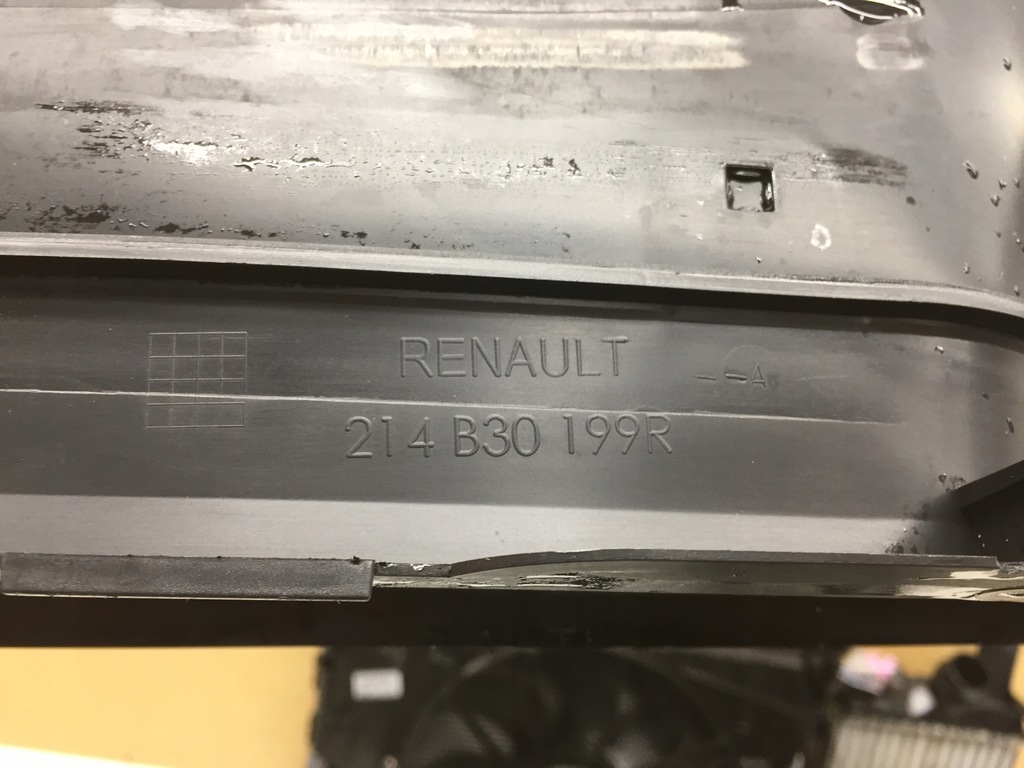 RENAULT
--A
214 B30 199R